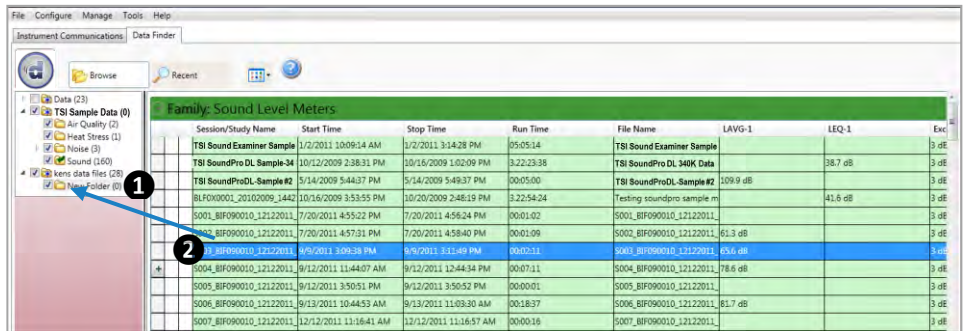 File Configure Manage Tools Help
Instrument Communications Data Finder
d Browse Recent
Data (23)
TSI Sample Data (0)
Air Quality (2)
Heat Stress (1)
Noise (3)
Sound (160)
kens data files (28)
New Folder (0)
1
2
Family: Sound Level Meters
Session/Study Name Start Time Stop Time Run Time File Name LAVG-1 LEQ-1 Exc
TSI Sound Examiner Sample 1/2/2011 10:09:14 AM 1/2/2011 3:14:28 PM 05:05:14 TSI Sound Examiner Sample 3 dB
TSI SoundPro DL Sample-34 10/12/2009 2:38:31 PM 10/16/2009 1:02:09 PM 3.22:23:38 TSI SoundPro DL 340K Data 38.7 dB 3 dB
TSI SoundProDL-Sample#2 5/14/2009 5:44:37 PM 5/14/2009 5:49:37 PM 00:05:00 TSI SoundProDL-Sample#2 109.9 dB 3 dB
BLF0X0001_20102009_1442 10/16/2009 3:53:55 PM 10/20/2009 2:48:19 PM 3.22:54:24 Testing soundpro sample m 41.6 dB 3 dB
S001_BIF090010_12122011_ 7/20/2011 4:55:22 PM 7/20/2011 4:56:24 PM 00:01:02 S001_BIF090010_12122011_ 3 dB
S002_BIF090010_12122011_ 7/20/2011 4:57:31 PM 7/20/2011 4:58:40 PM 00:01:09 S002_BIF090010_12122011_ 61.3 dB 3 dB
S003_BIF090010_12122011_ 9/9/2011 3:09:38 PM 9/9/2011 3:11:49 PM 00:02:11 S003_BIF090010_12122011_ 65.6 dB 3 dB
+ S004_BIF090010_12122011_ 9/12/2011 11:44:07 AM 9/12/2011 12:44:34 PM 00:07:11 S004_BIF090010_12122011_ 78.6 dB 3 dB
S005_BIF090010_12122011_ 9/12/2011 3:50:51 PM 9/12/2011 3:50:52 PM 00:00:01 S005_BIF090010_12122011_ 3 dB
S006_BIF090010_12122011_ 9/13/2011 10:44:53 AM 9/13/2011 11:03:30 AM 00:18:37 S006_BIF090010_12122011_ 81.7 dB 3 dB
S007_BIF090010_12122011_ 12/12/2011 11:16:41 AM 12/12/2011 11:16:57 AM 00:00:16 S007_BIF090010_12122011_ 3 dB